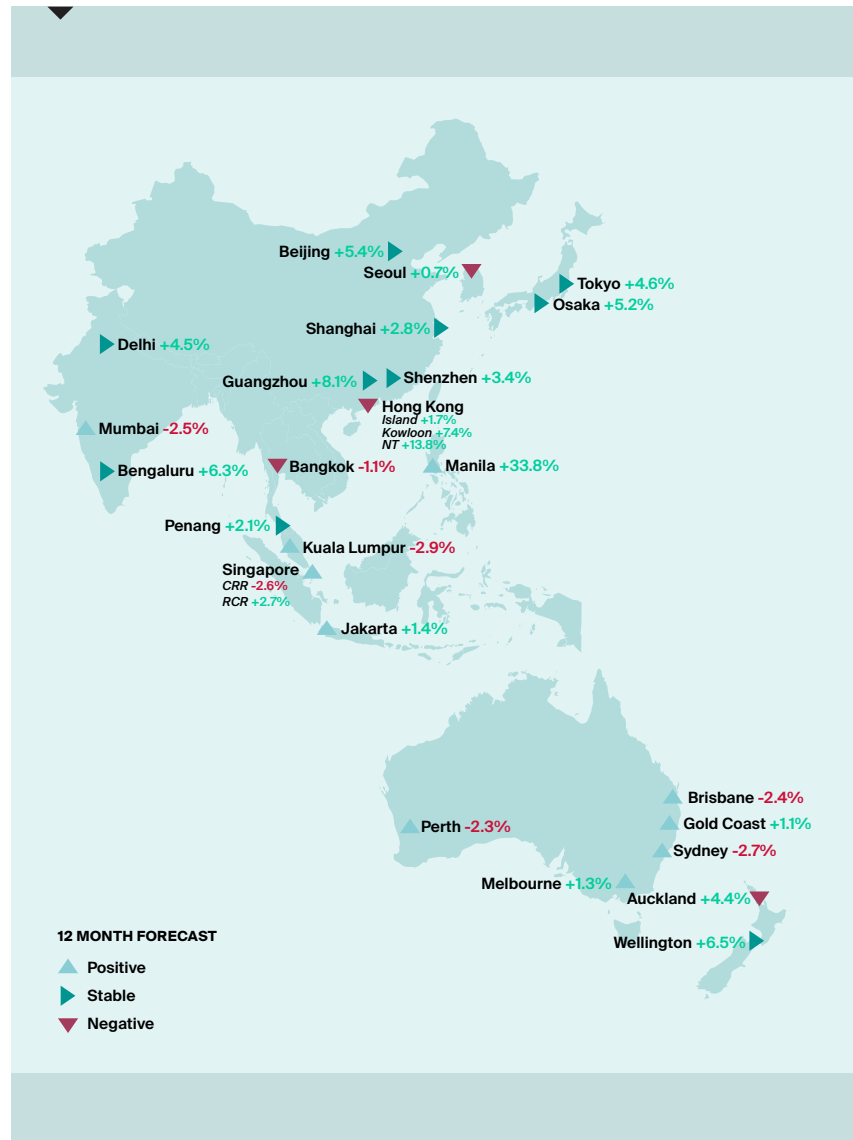 Beijing +5.4%
Seoul +0.7%
Tokyo +4.6%
Osaka +5.2%
Shanghai +2.8%
Delhi +4.5%
Guangzhou +8.1%
Shenzhen +3.4%
Hong Kong
Island +1.7%
Kowloon +7.4%
NT +13.8%
Mumbai -2.5%
Bengaluru +6.3%
Bangkok -1.1%
Manila +33.8%
Penang +2.1%
Kuala Lumpur -2.9%
Singapore
CRR -2.6%
RCR +2.7%
Jakarta +1.4%
Brisbane -2.4%
Gold Coast +1.1%
Perth -2.3%
Sydney -2.7%
Melbourne +1.3%
Auckland +4.4%
Wellington +6.5%
12 MONTH FORECAST
Positive
Stable
Negative